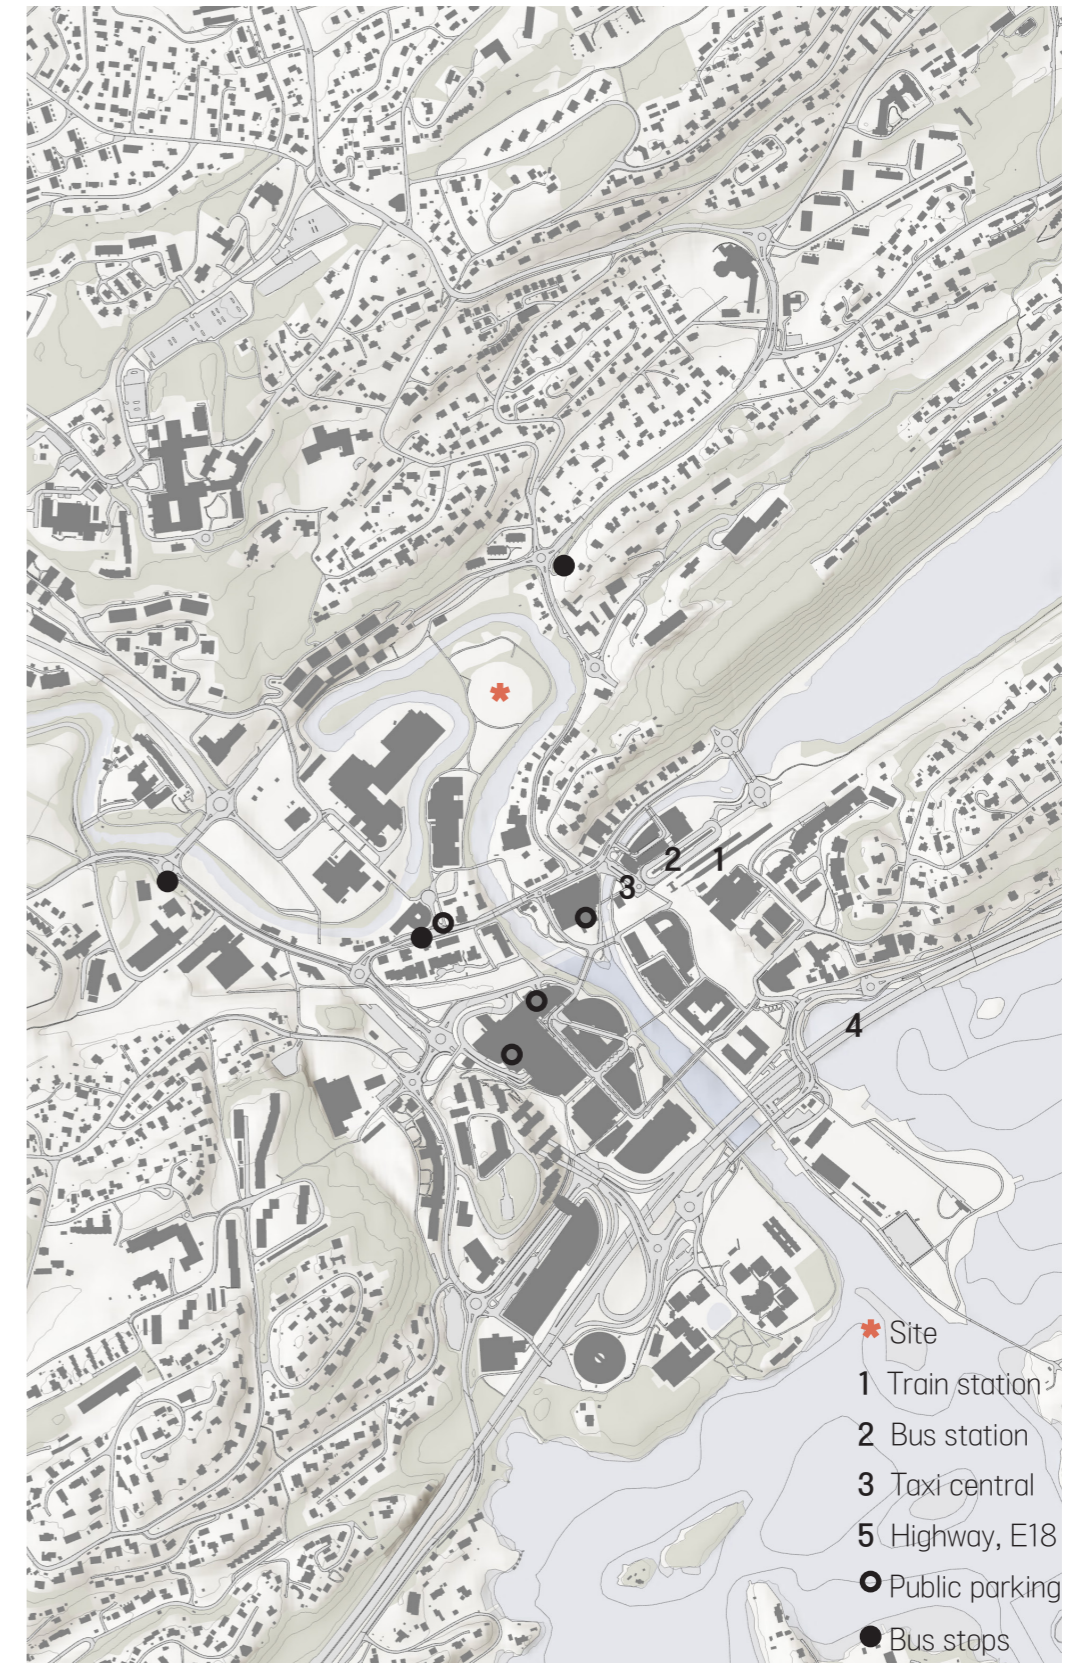 2 1
3
4
* Site
1 Train station
2 Bus station
3 Taxi central
5 Highway, E18
Public parking
Bus stops